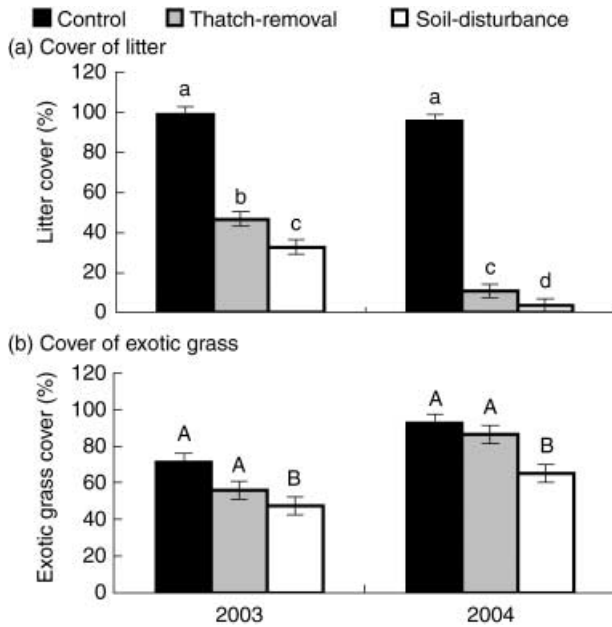 Control Thatch-removal Soil-disturbance
(a) Cover of litter
Litter cover (%)
120
100
80
60
40
20
0
a
b
c
a
c
d
(b) Cover of exotic grass
Exotic grass cover (%)
120
100
80
60
40
20
0
A
A
B
A
A
B
2003 2004